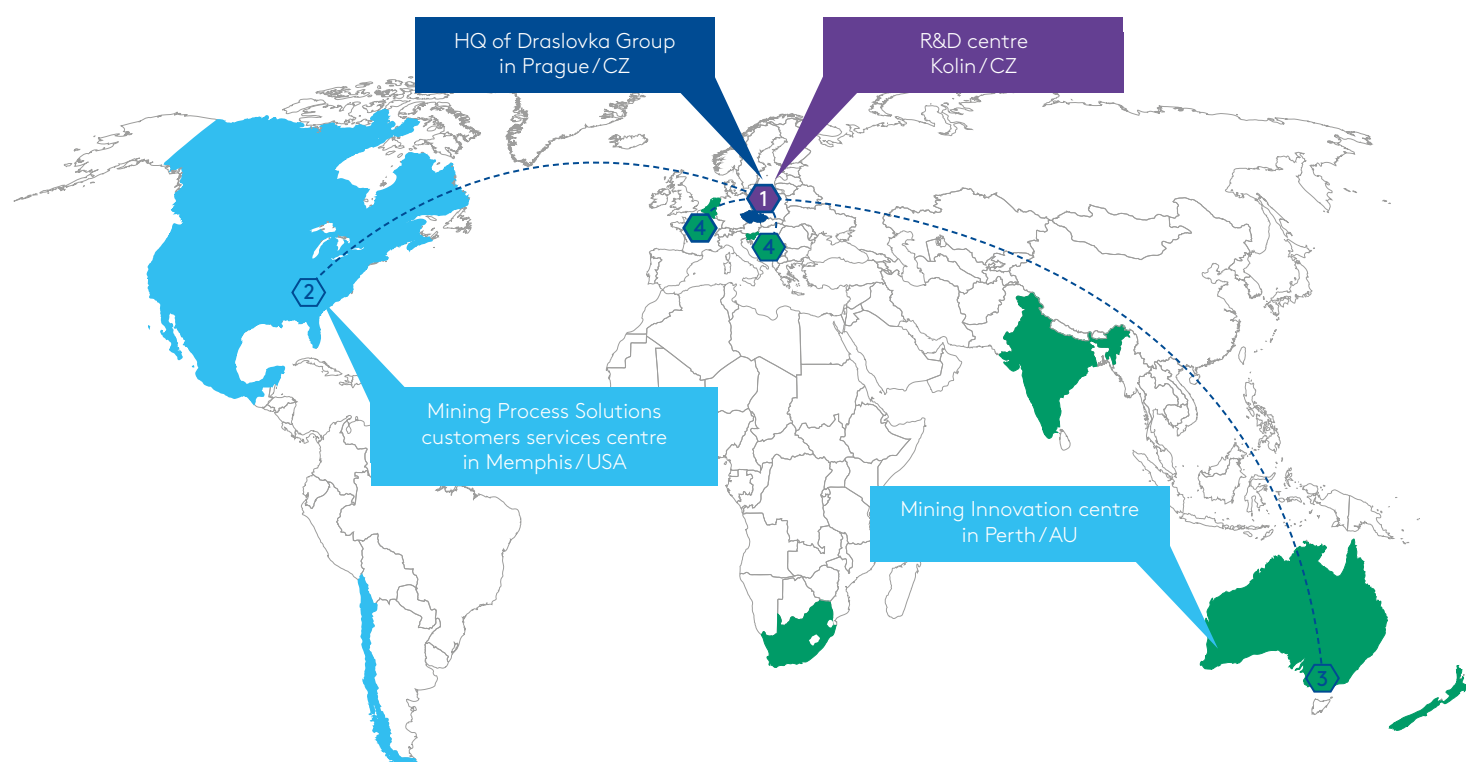 HQ of Draslovka Group
in Prague/CZ
R&D centre
Kolin/CZ
1
4
4
2
Mining Process Solutions
customers services centre
in Memphis/USA
Mining Innovation centre
in Perth/AU
3